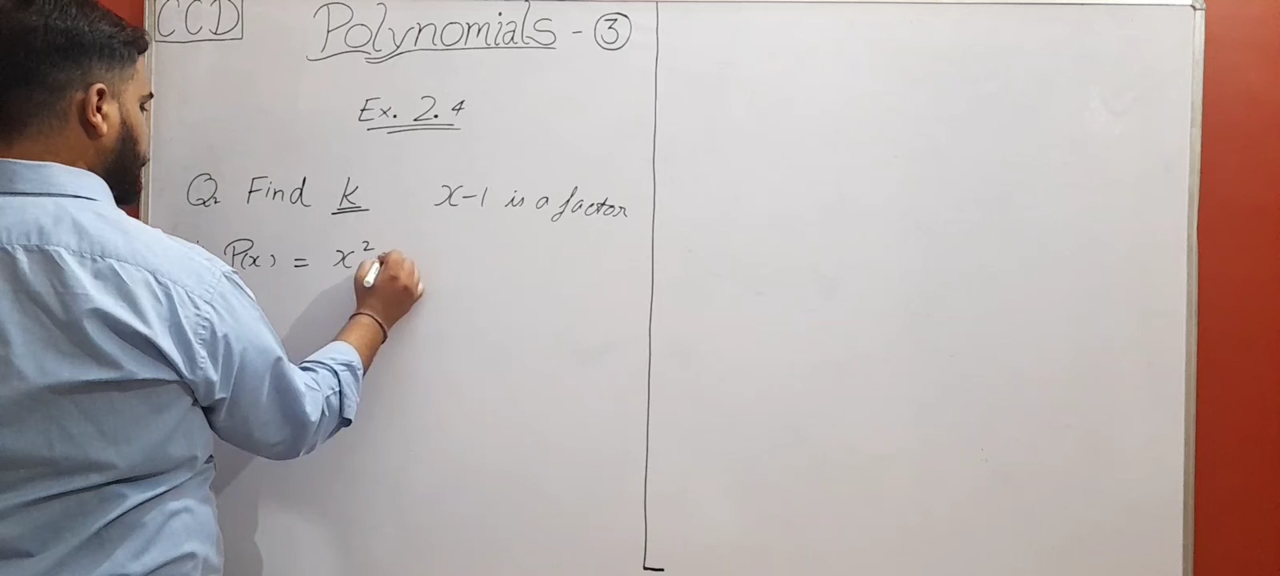 CCD
Polynomials - ③
Ex. 2.4
Q. Find k x-1 is a factor
P(x) = x²